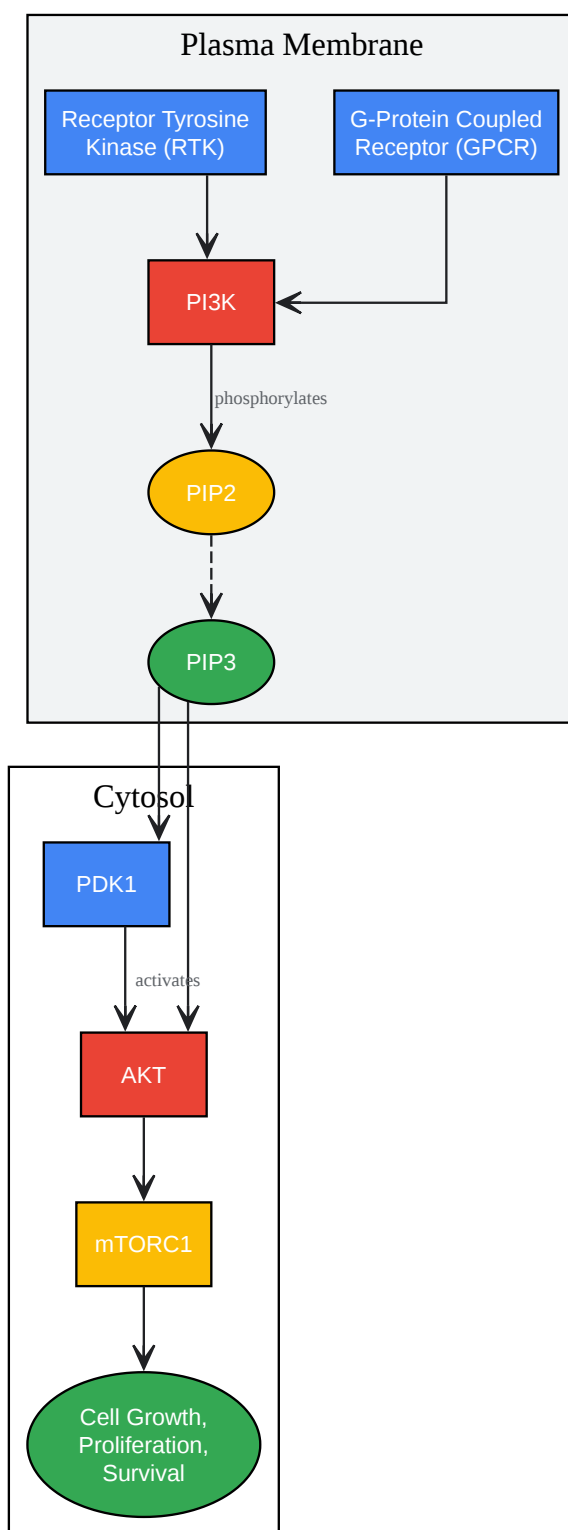 Plasma Membrane
Receptor Tyrosine
Kinase (RTK)
G-Protein Coupled
Receptor (GPCR)
PI3K
phosphorylates
PIP2
PIP3
Cytosol
PDK1
activates
AKT
mTORC1
Cell Growth,
Proliferation,
Survival